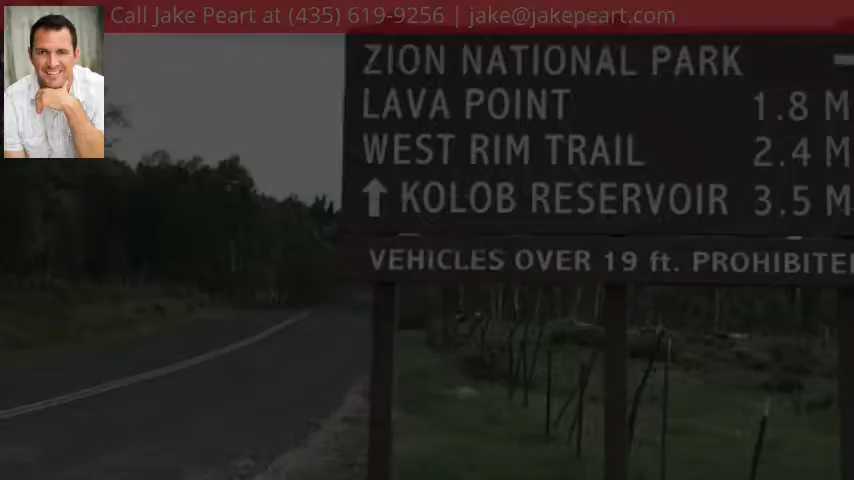 Call Jake Peart at (435) 619-9256 | jake@jakepeart.com
ZION NATIONAL PARK
LAVA POINT 1.8 M
WEST RIM TRAIL 2.4 M
↑ KOLOB RESERVOIR 3.5 M
VEHICLES OVER 19 ft. PROHIBITE